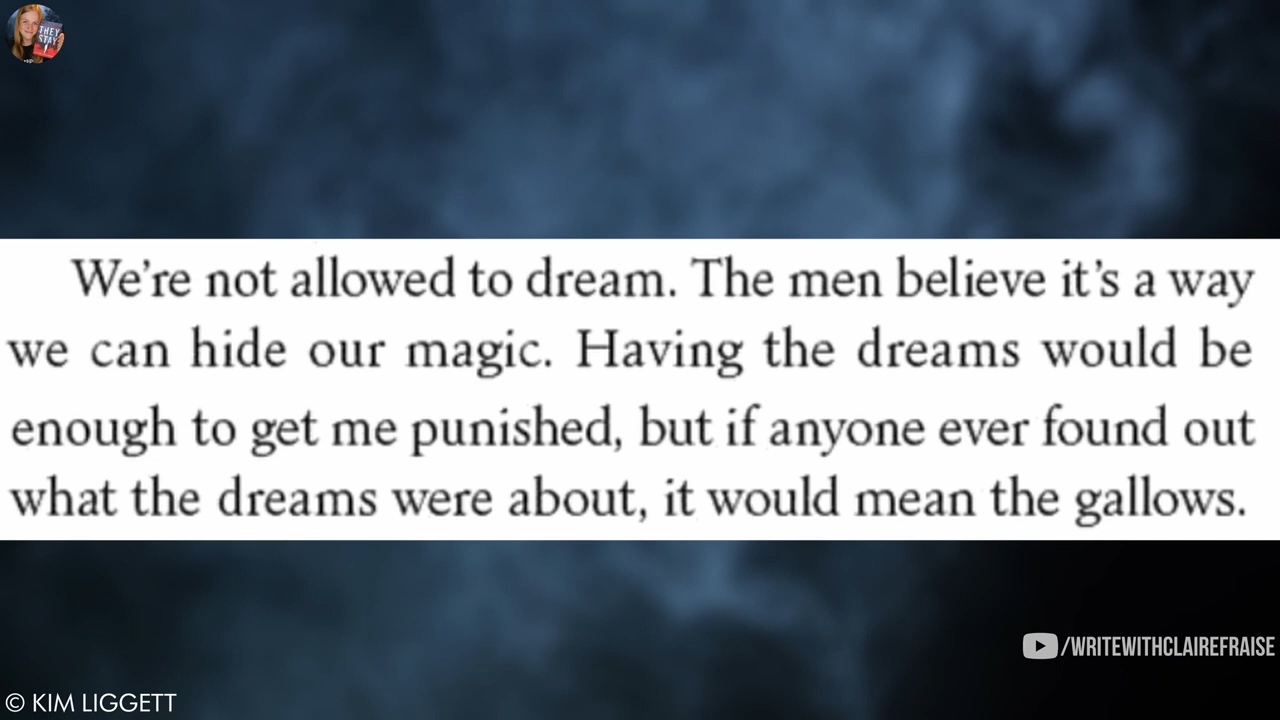 THEY
STAY
We're not allowed to dream. The men believe it's a way
we can hide our magic. Having the dreams would be
enough to get me punished, but if anyone ever found out
what the dreams were about, it would mean the gallows.
/WRITEWITHCLAIREFRAISE
© KIM LIGGETT